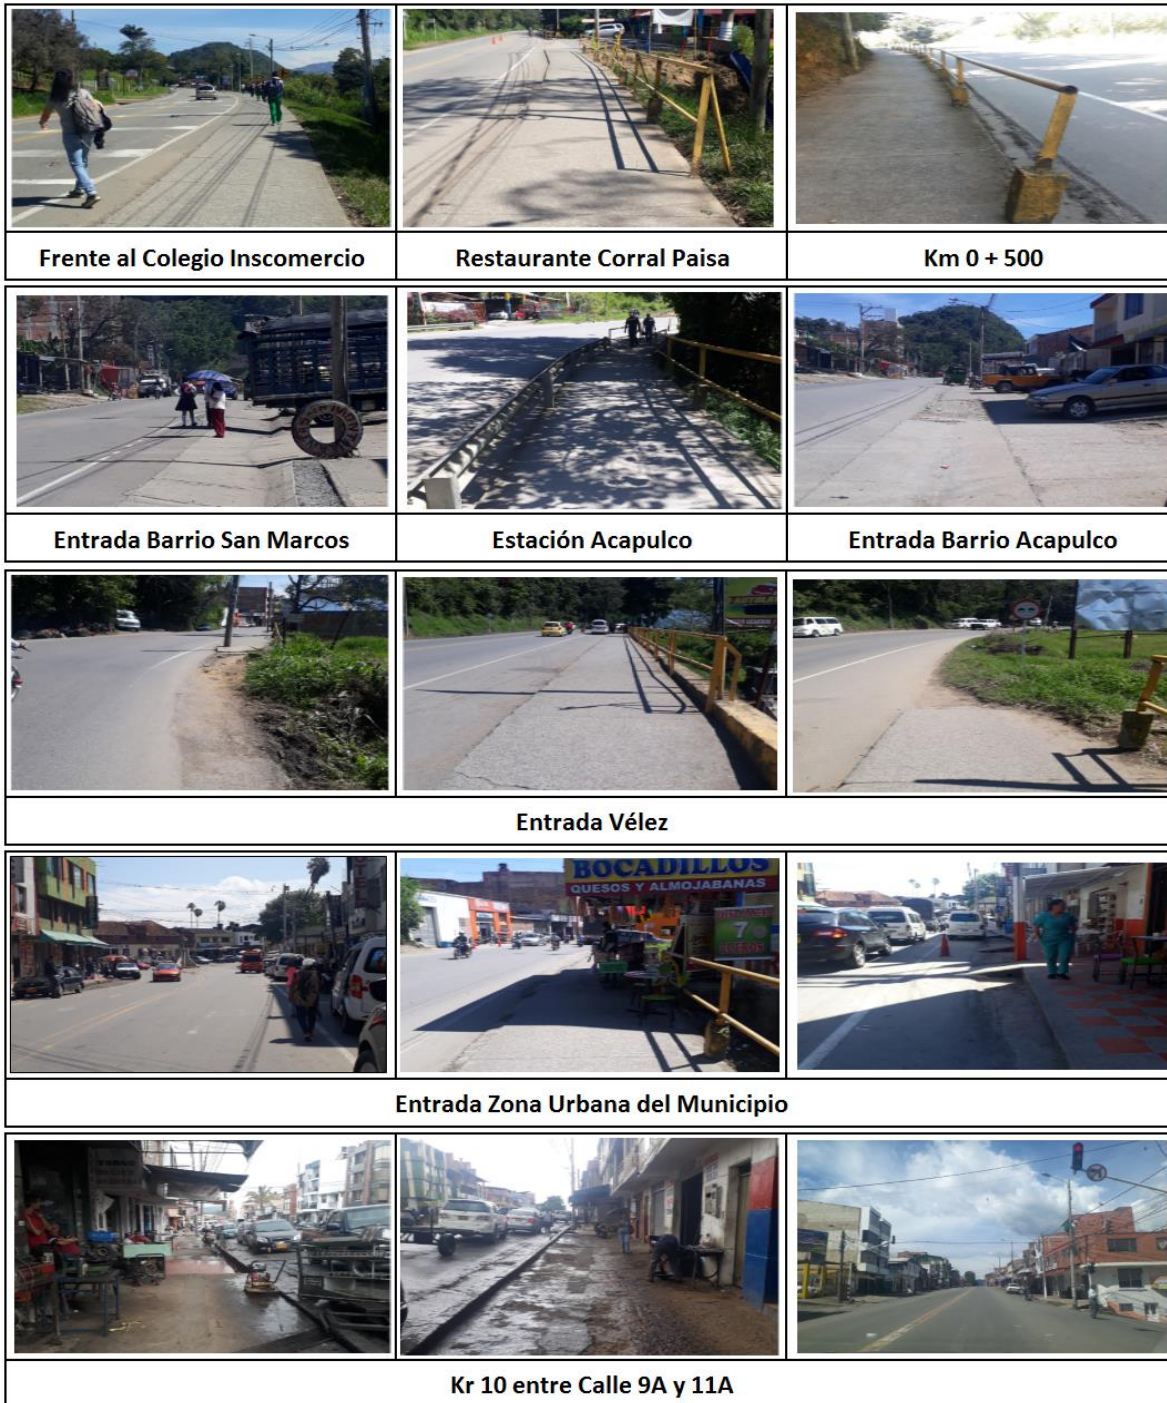 Frente al Colegio Inscomercio
Restaurante Corral Paisa
Km 0 + 500
Entrada Barrio San Marcos
Estación Acapulco
Entrada Barrio Acapulco
Entrada Vélez
BOCADILLOS
QUESOS Y ALMOJABANAS
7
Entrada Zona Urbana del Municipio
Kr 10 entre Calle 9A y 11A